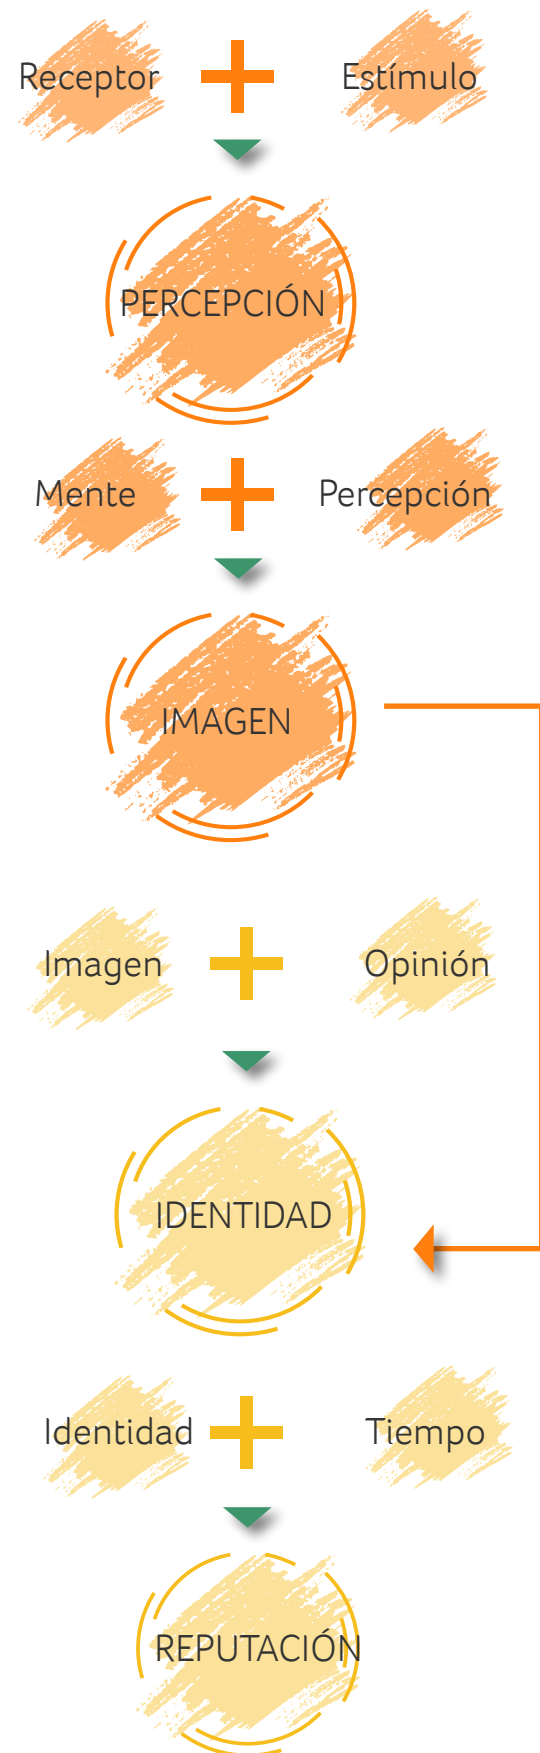 Receptor + Estímulo
PERCEPCIÓN
Mente + Percepción
IMAGEN
Imagen + Opinión
IDENTIDAD
Identidad + Tiempo
REPUTACIÓN